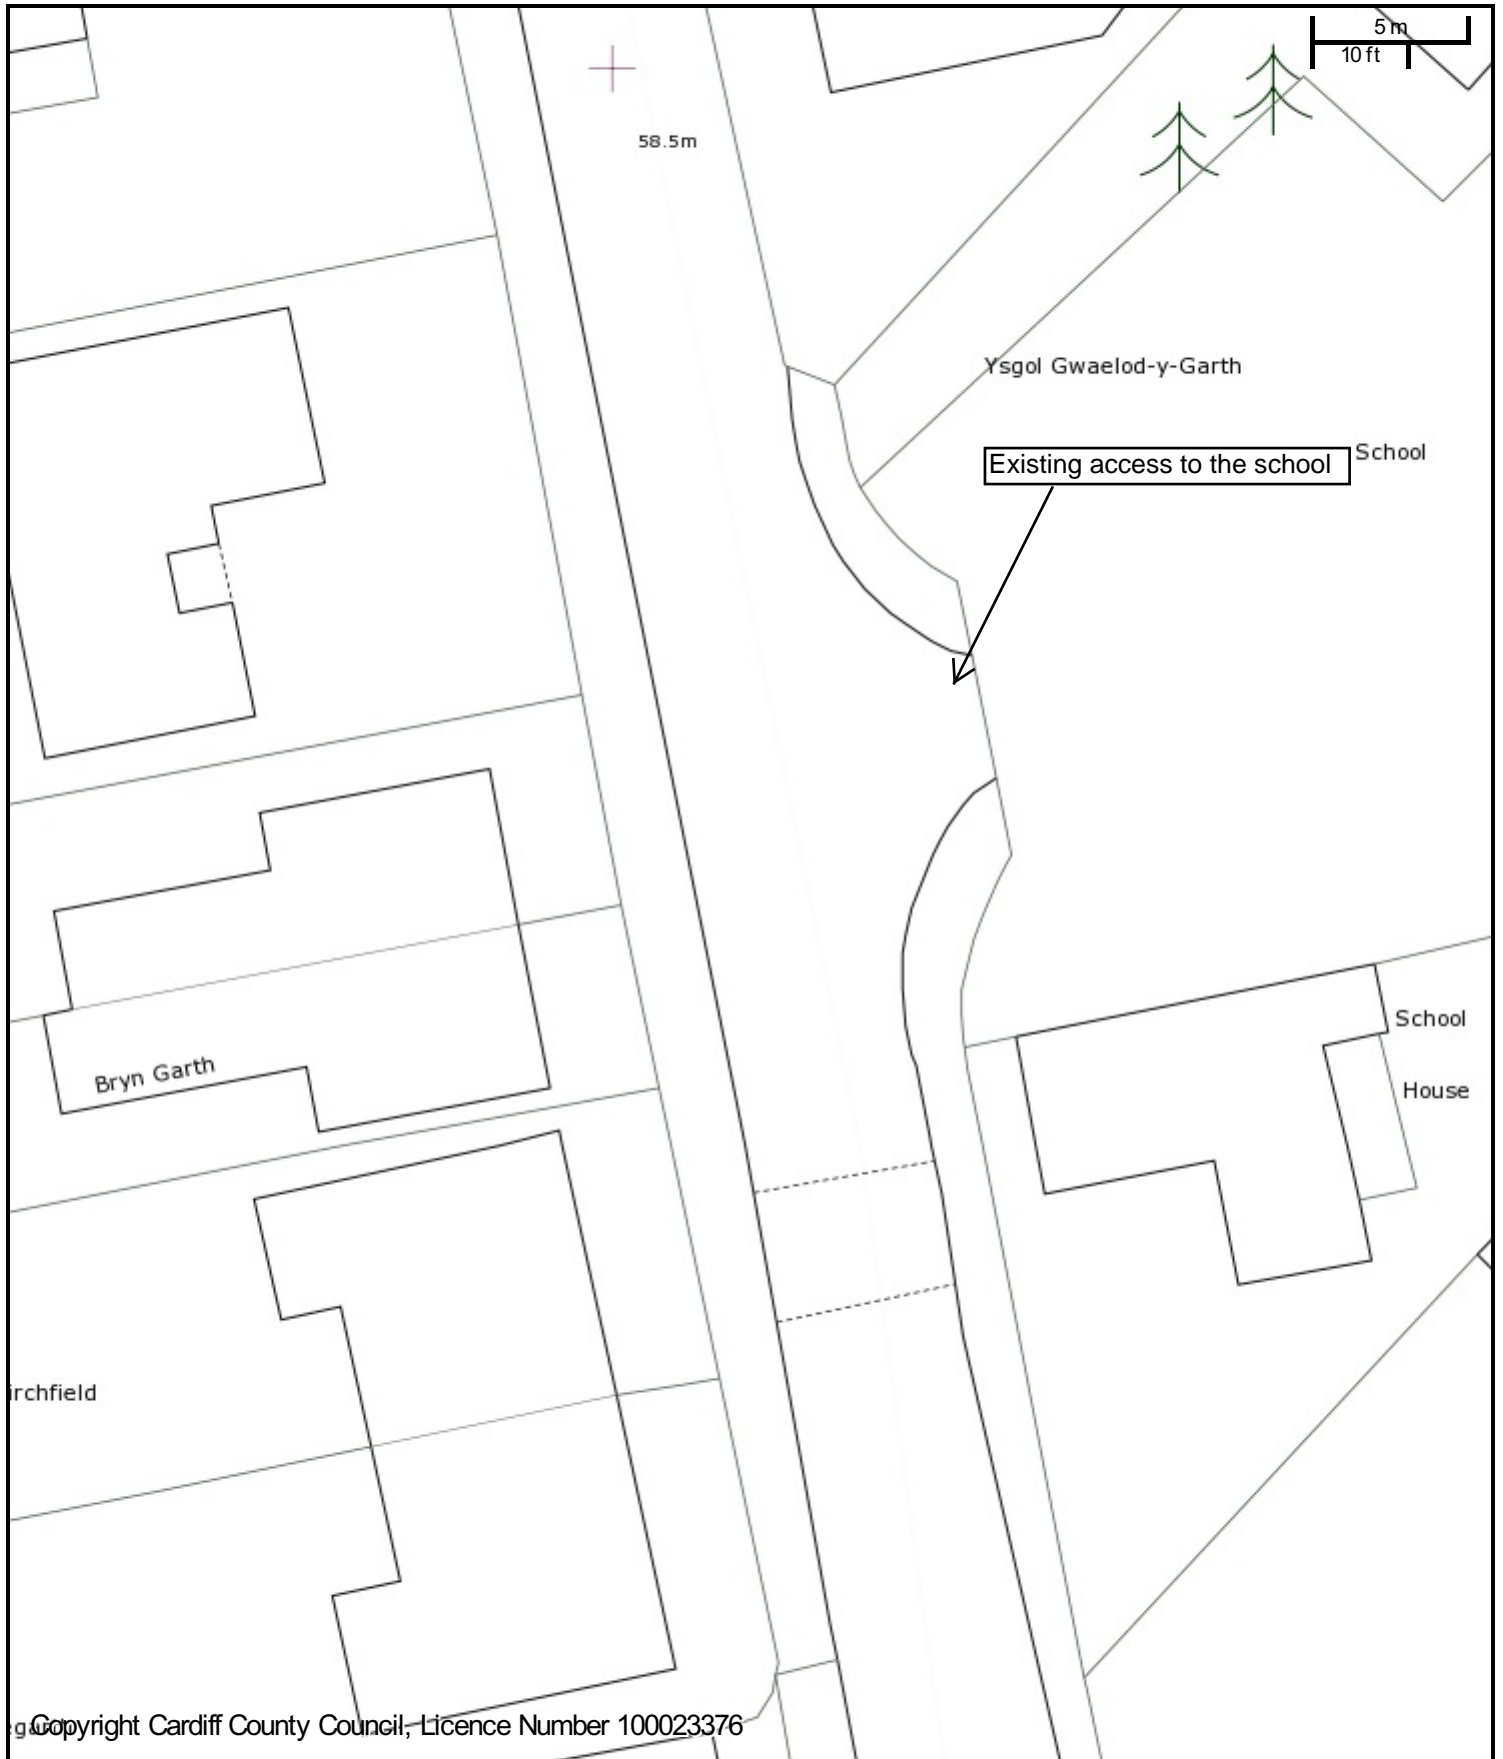 5 m
10 ft
58.5m
Ysgol Gwaelod-y-Garth
School
Existing access to the school
School
Bryn Garth
House
irchfield
Copyright Cardiff County Council, Licence Number 100023376